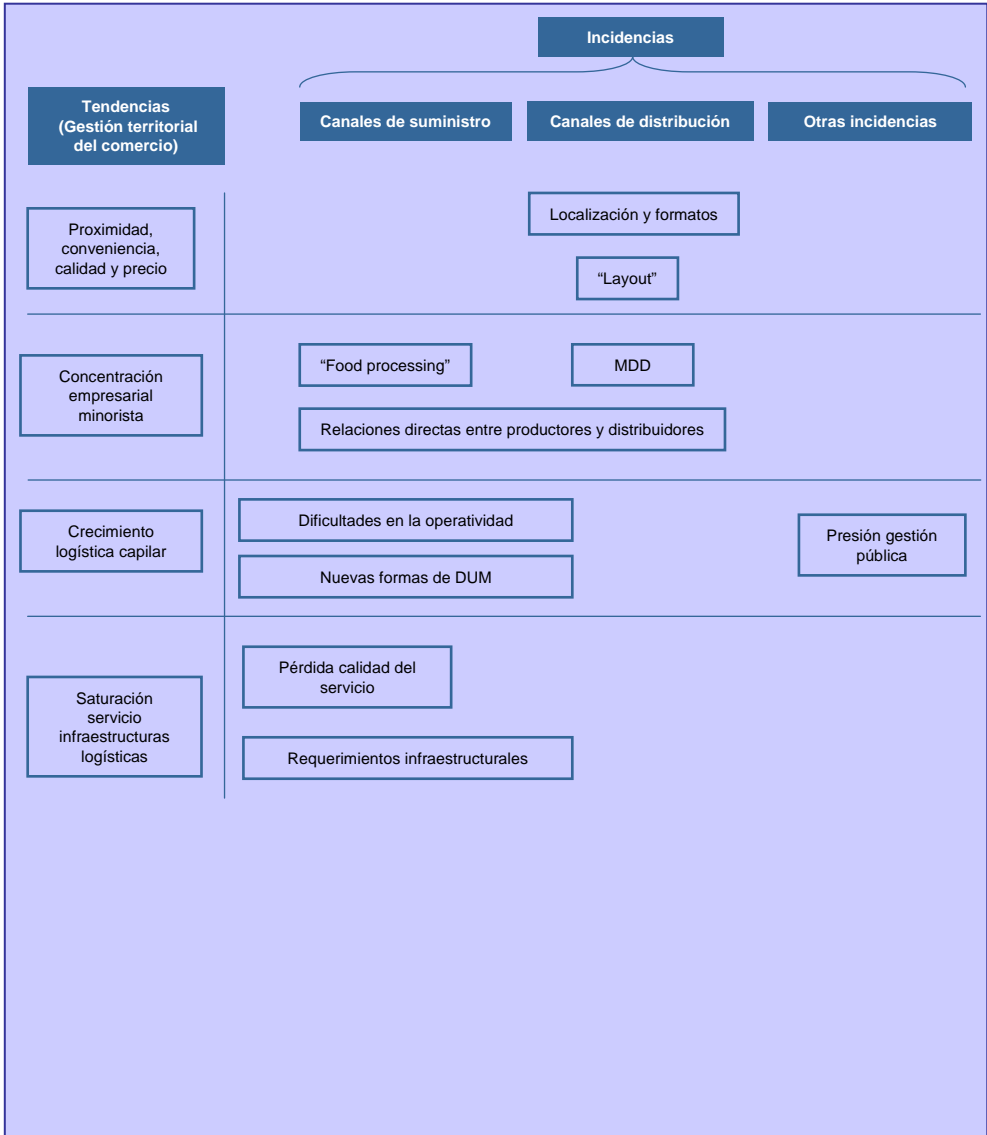 Incidencias
Tendencias
(Gestión territorial
del comercio)
Canales de suministro
Canales de distribución
Otras incidencias
Proximidad,
conveniencia,
calidad y precio
Localización y formatos
“Layout”
Concentración
empresarial
minorista
“Food processing”
MDD
Relaciones directas entre productores y distribuidores
Crecimiento
logística capilar
Dificultades en la operatividad
Nuevas formas de DUM
Presión gestión
pública
Saturación
servicio
infraestructuras
logísticas
Pérdida calidad del
servicio
Requerimientos infraestructurales